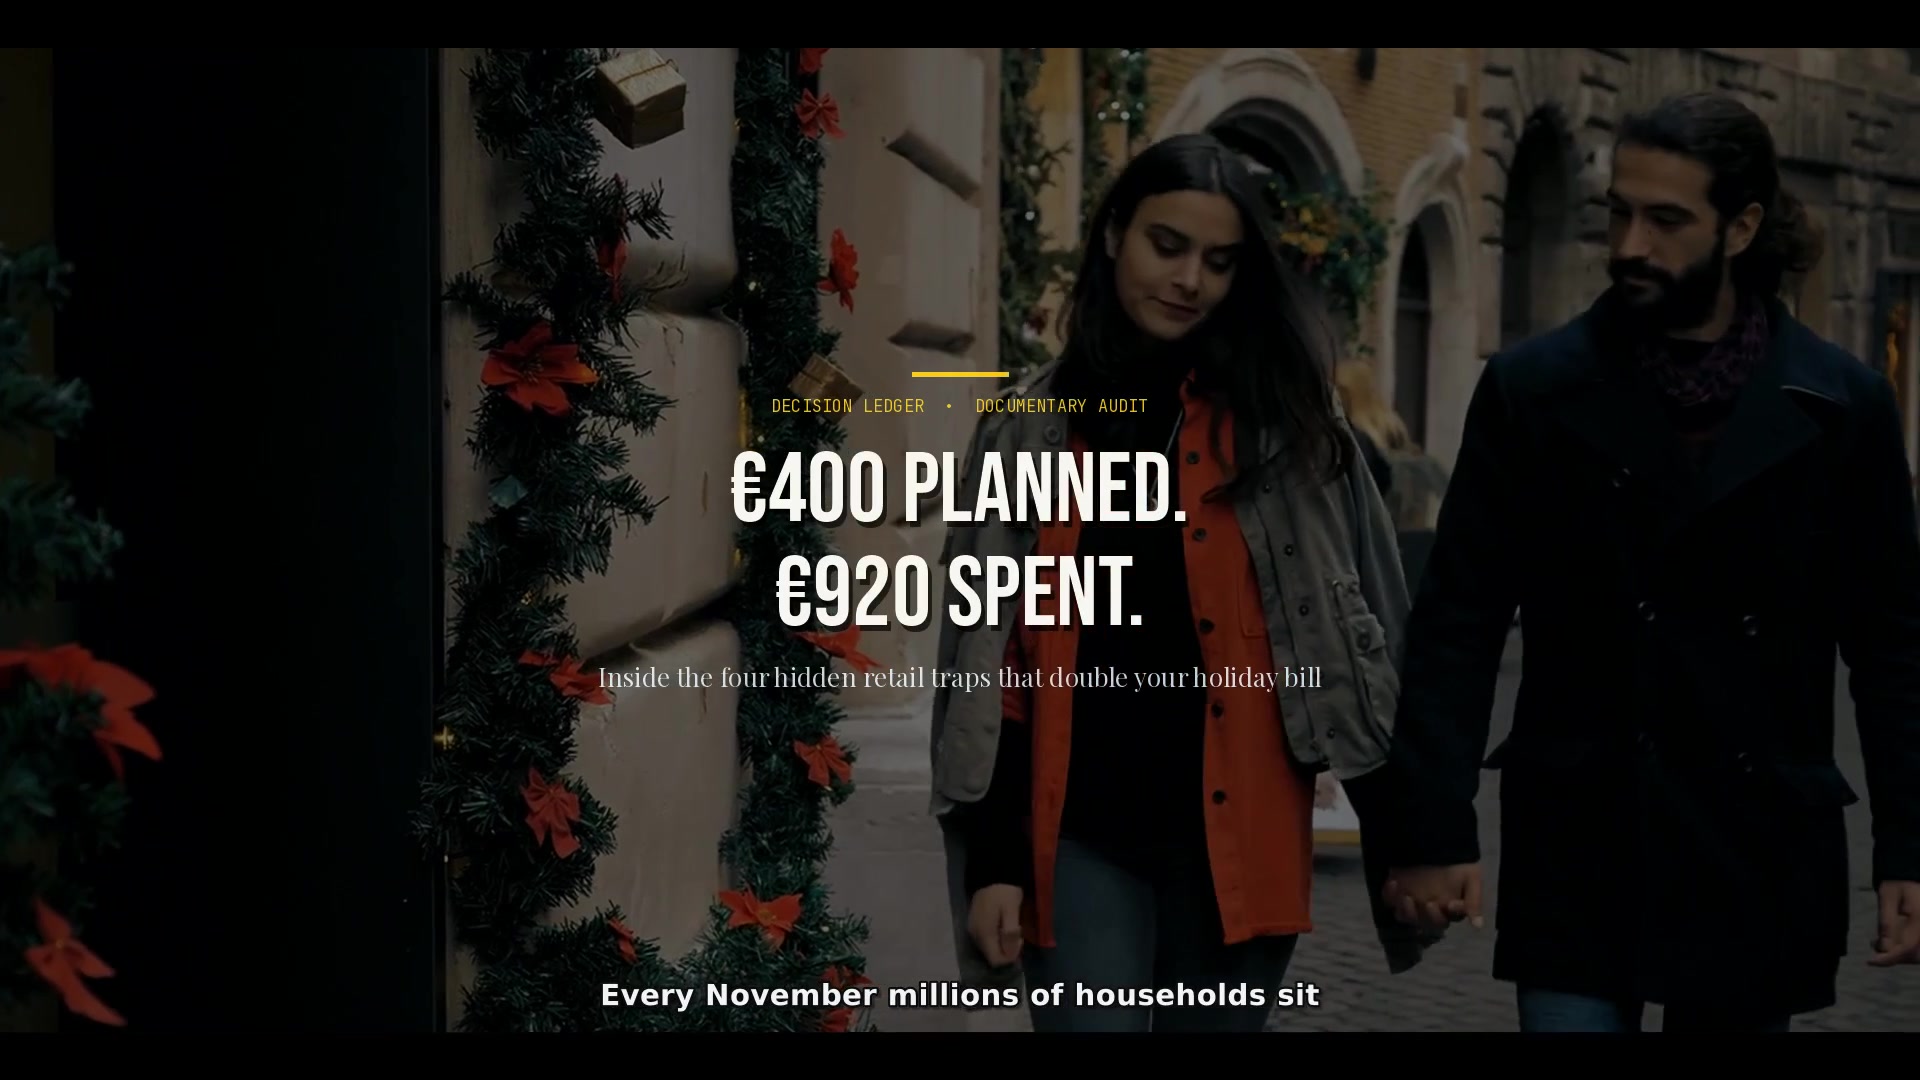 DECISION LEDGER • DOCUMENTARY AUDIT
€400 PLANNED.
€920 SPENT.
Inside the four hidden retail traps that double your holiday bill
Every November millions of households sit